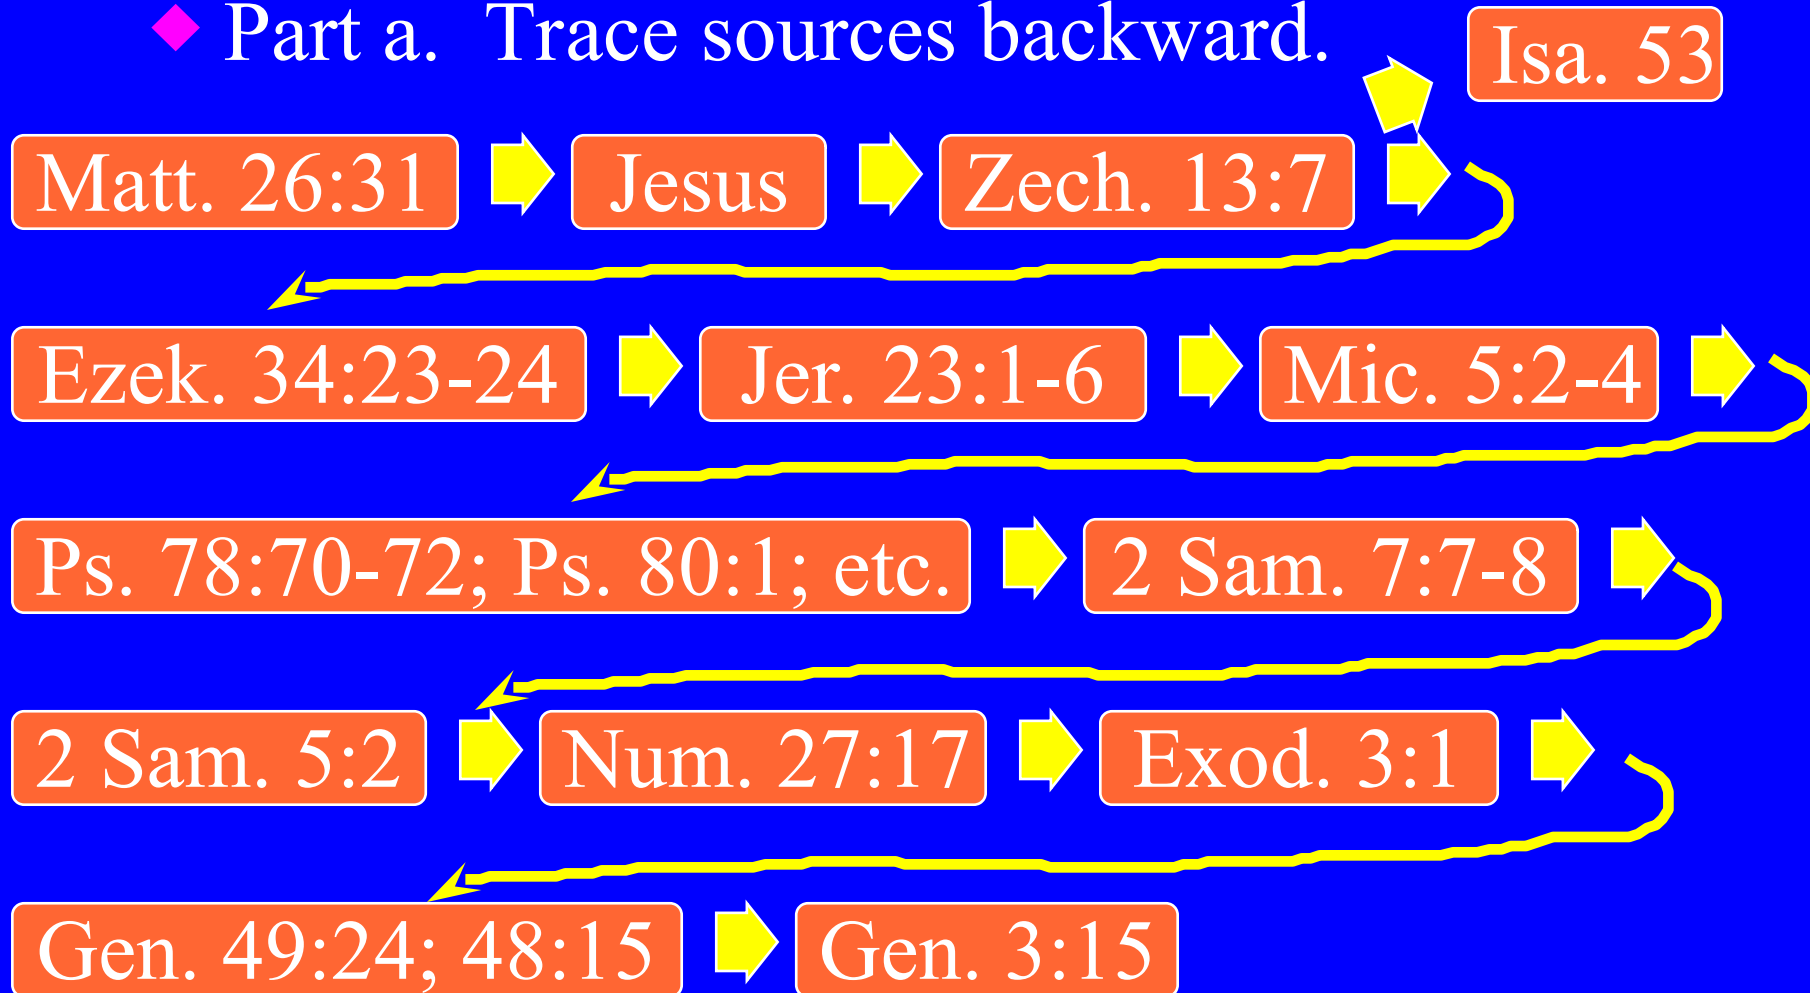 Part a. Trace sources backward.
Isa. 53
Matt. 26:31 Jesus Zech. 13:7
Ezek. 34:23-24 Jer. 23:1-6 Mic. 5:2-4
Ps. 78:70-72; Ps. 80:1; etc. 2 Sam. 7:7-8
2 Sam. 5:2 Num. 27:17 Exod. 3:1
Gen. 49:24; 48:15 Gen. 3:15